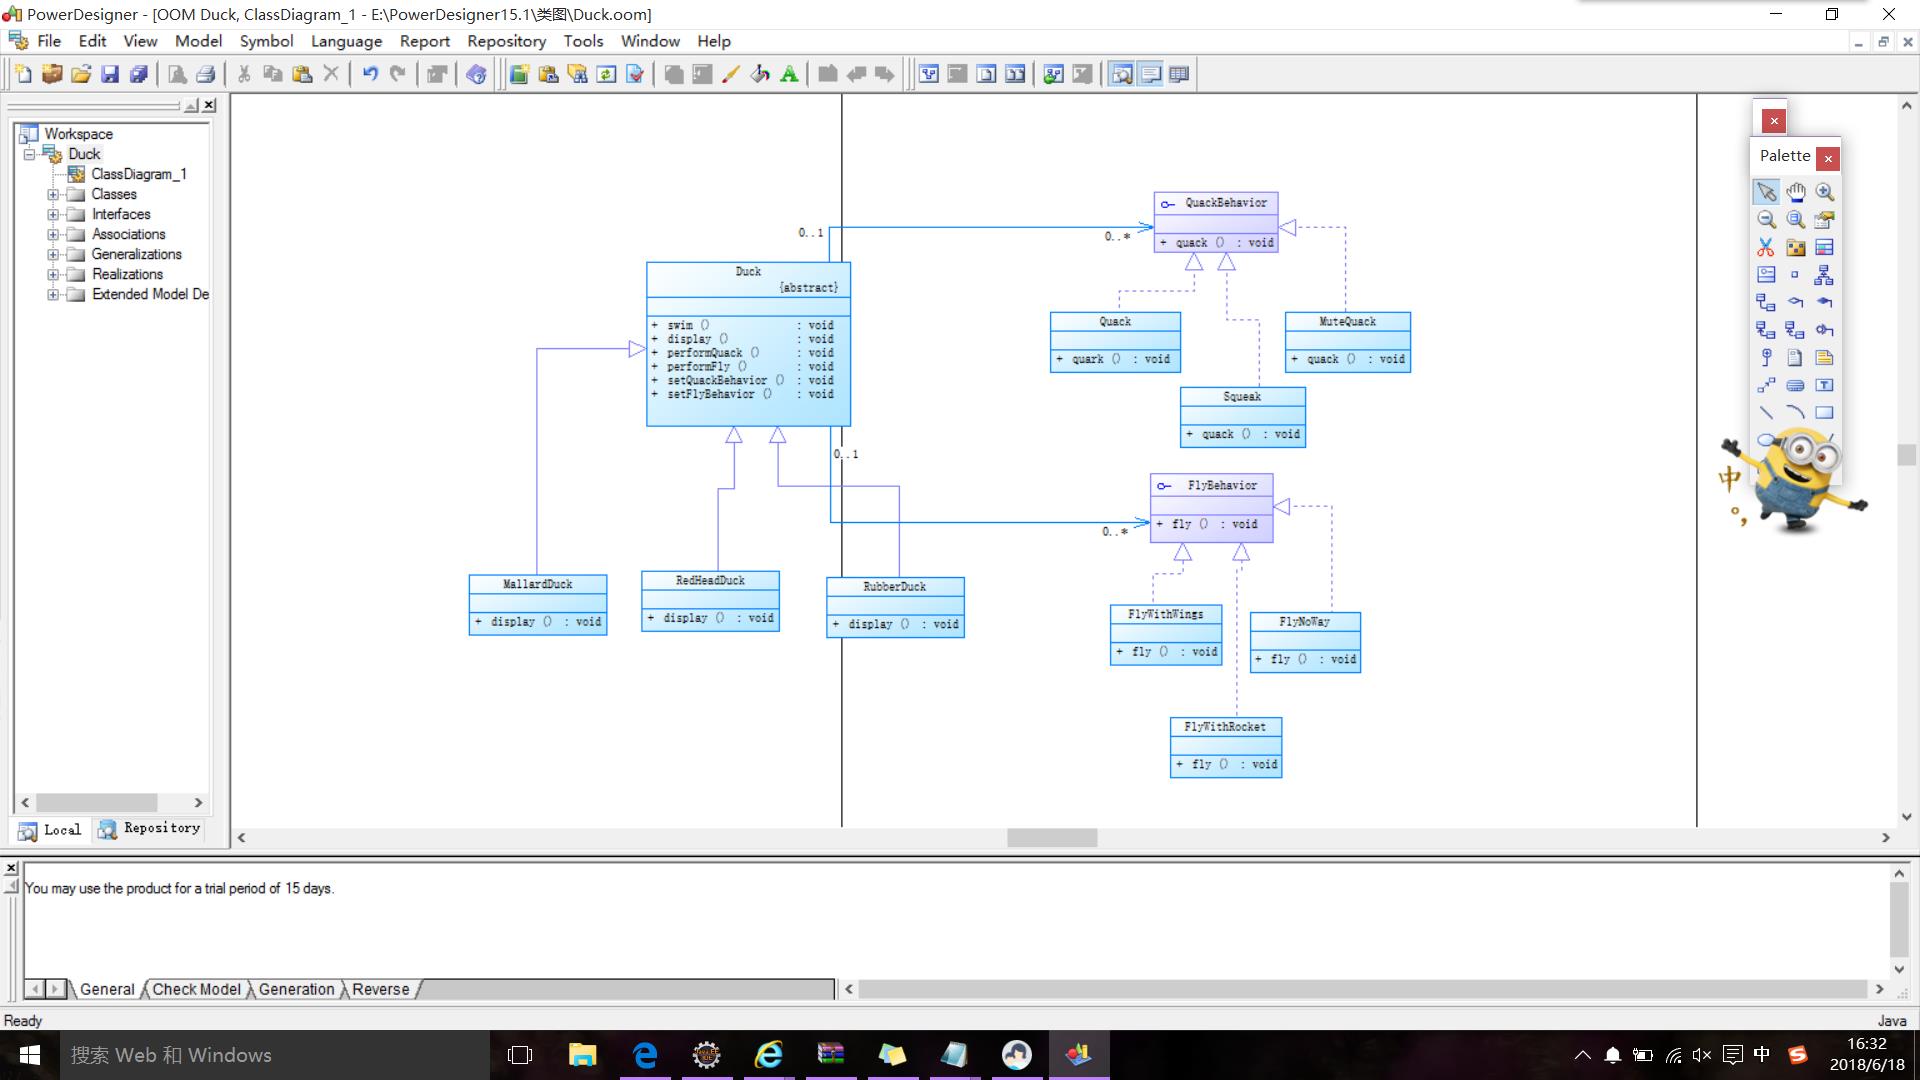 PowerDesigner - [OOM Duck, ClassDiagram_1 - E:\PowerDesigner15.1\类图\Duck.oom]
File Edit View Model Symbol Language Report Repository Tools Window Help
Workspace
Duck
ClassDiagram_1
Classes
Interfaces
Associations
Generalizations
Realizations
Extended Model De
Local Repository
Duck
{abstract}
+ swim () : void
+ display () : void
+ performQuack () : void
+ performFly () : void
+ setQuackBehavior () : void
+ setFlyBehavior () : void
0..1
0..*
QuackBehavior
+ quack () : void
Quack
+ quark () : void
MuteQuack
+ quack () : void
Squeak
+ quack () : void
0..1
0..*
FlyBehavior
+ fly () : void
MallardDuck
+ display () : void
RedHeadDuck
+ display () : void
RubberDuck
+ display () : void
FlyWithWings
+ fly () : void
FlyNoWay
+ fly () : void
FlyWithRocket
+ fly () : void
Palette
中
°,
You may use the product for a trial period of 15 days.
General Check Model Generation Reverse
Ready
Java
搜索 Web 和 Windows
中
16:32
2018/6/18